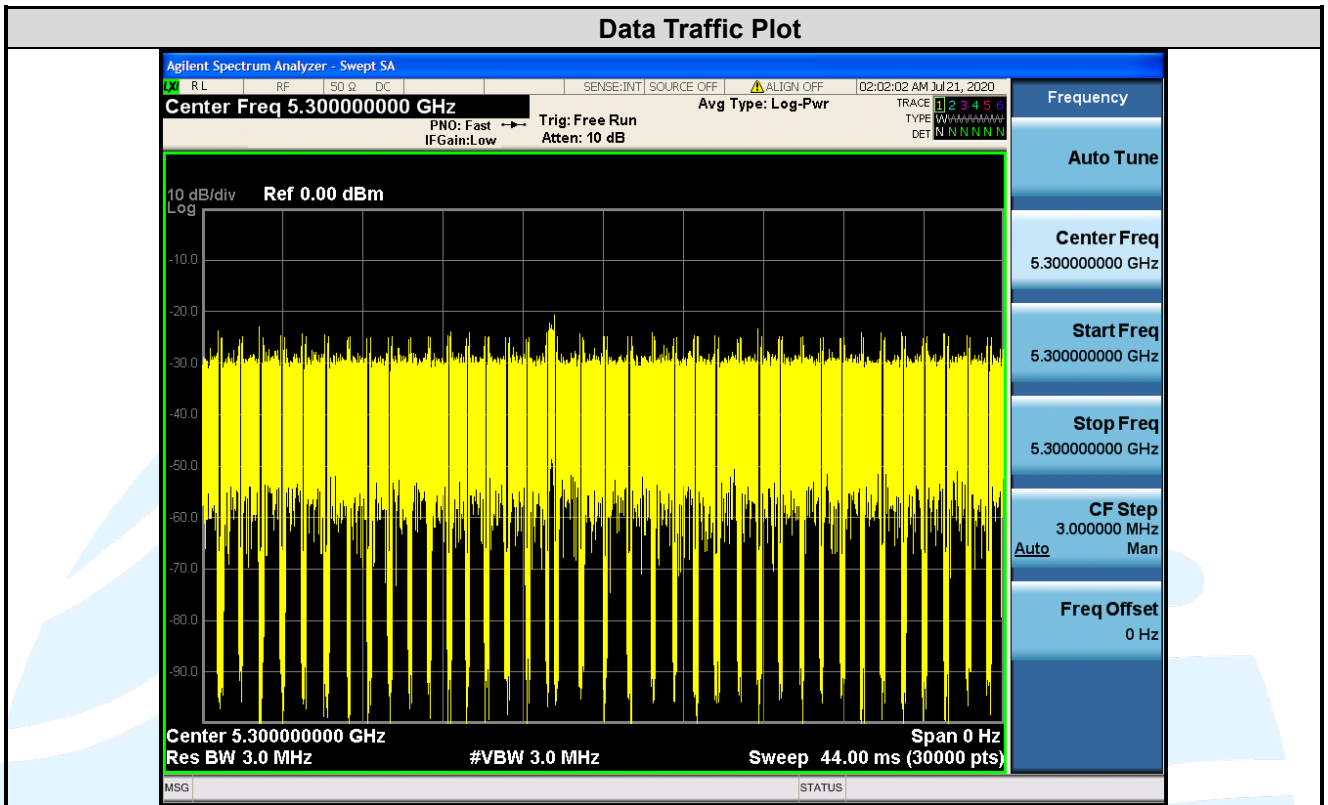 Data Traffic Plot
Agilent Spectrum Analyzer - Swept SA
LXI RL RF 50 Ω DC SENSE:INT SOURCE OFF ALIGN OFF 02:02:02 AM Jul 21, 2020
Center Freq 5.300000000 GHz
PNO: Fast
IFGain:Low
Trig: Free Run
Atten: 10 dB
Avg Type: Log-Pwr
TRACE 1 2 3 4 5 6
TYPE WWWWWW
DET N N N N N N
10 dB/div Ref 0.00 dBm
Log
-10.0
-20.0
-30.0
-40.0
-50.0
-60.0
-70.0
-80.0
-90.0
Center 5.300000000 GHz Span 0 Hz
Res BW 3.0 MHz #VBW 3.0 MHz Sweep 44.00 ms (30000 pts)
MSG STATUS
Frequency
Auto Tune
Center Freq
5.300000000 GHz
Start Freq
5.300000000 GHz
Stop Freq
5.300000000 GHz
CF Step
3.000000 MHz
Auto Man
Freq Offset
0 Hz